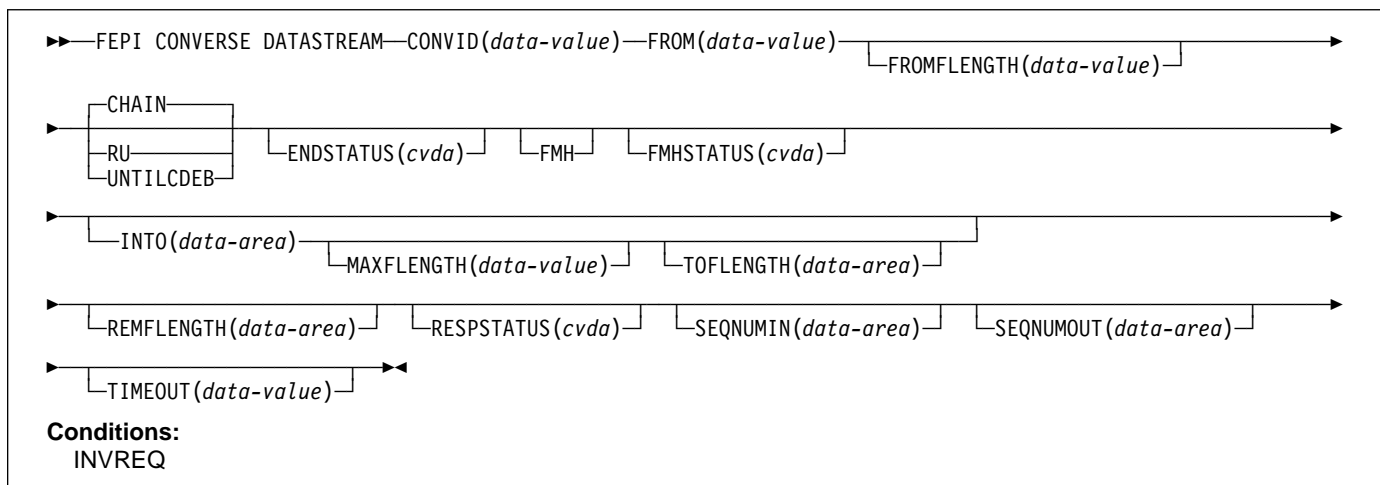 FEPI CONVERSE DATASTREAM CONVID(data-value) FROM(data-value)
FROMFLENGTH(data-value)
CHAIN
RU
UNTILCDEB
ENDSTATUS(cvda) FMH FMHSTATUS(cvda)
INTO(data-area)
MAXFLENGTH(data-value) TOFLENGTH(data-area)
REMFLENGTH(data-area) RESPSTATUS(cvda) SEQNUMIN(data-area) SEQNUMOUT(data-area)
TIMEOUT(data-value)
Conditions:
INVREQ